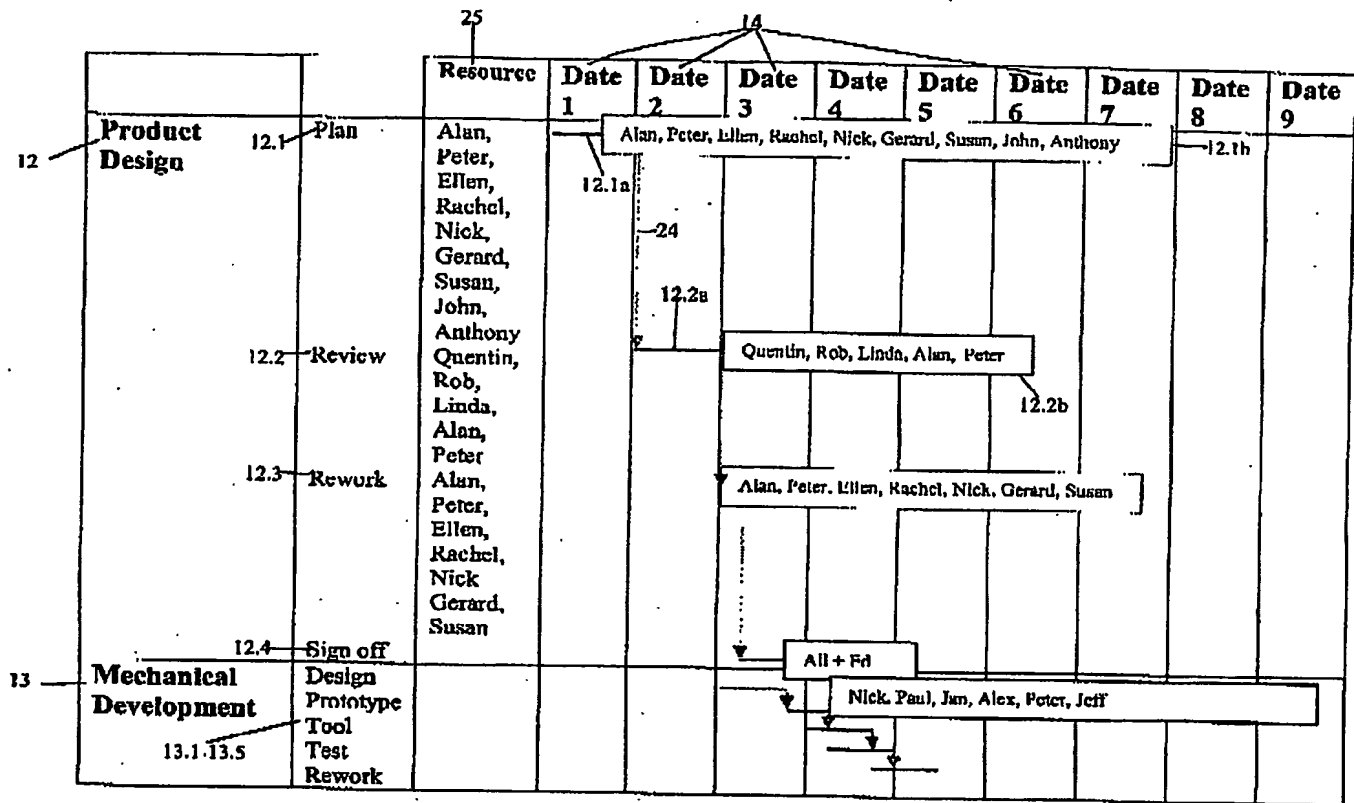 25
14
Resource
Date 1
Date 2
Date 3
Date 4
Date 5
Date 6
Date 7
Date 8
Date 9
12
Product
Design
12.1
Plan
Alan,
Peter,
Ellen,
Rachel,
Nick,
Gerard,
Susan,
John,
Anthony
12.1a
Alan, Peter, Ellen, Rachel, Nick, Gerard, Susan, John, Anthony
12.1b
24
12.2a
12.2
Review
Quentin,
Rob,
Linda,
Alan,
Peter
Quentin, Rob, Linda, Alan, Peter
12.2b
12.3
Rework
Alan,
Peter,
Ellen,
Rachel,
Nick
Gerard,
Susan
Alan, Peter. Ellen, Rachel, Nick, Gerard, Susan
12.4
Sign off
All +
13
Mechanical
Development
Design
Prototype
Tool
Test
Rework
13.1-13.5
Nick. Paul, Alex, Peter, Jeff